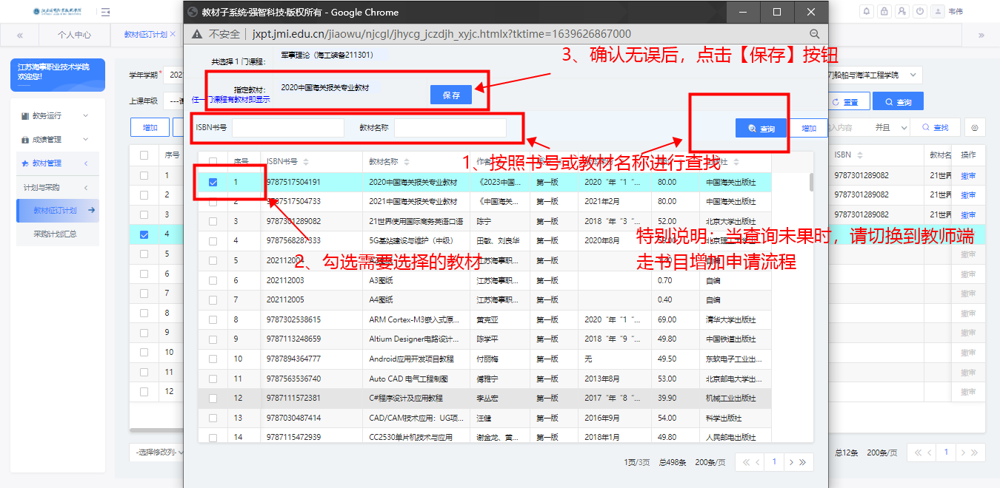 教材子系统-强智科技·版权所有 - Google Chrome
不安全 | jxpt.jmi.edu.cn/jiaowu/njcgl/jhycg_jczdjh_xyjc.htmlx?tktime=1639626867000
韦伟
个人中心
教材征订计划
江苏海事职业技术学院
欢迎您!
教务运行
成绩管理
教材管理
计划与采购
教材征订计划
采购计划汇总
学年学期*
上课年级
增加
序号
1
2
3
4
5
6
7
8
9
10
11
12
-选择修改列-
共选择 1 门课程:
军事理论（海工装备211301）
指定教材:
2020中国海关报关专业教材
任一门课程有教材即显示
保存
3、确认无误后，点击【保存】按钮
ISBN书号
教材名称
查询
增加
1、按照书号或教材名称进行查找
序号 ISBN书号 教材名称
1 9787517504191 2020中国海关报关专业教材 《2023中国... 第一版 2020“年“1“... 80.00 中国海关出版社
2 9787517504733 2021中国海关报关专业教材 《中国海关... 第一版 2021年2月 80.00 中国海关出版社
3 9787301289082 21世界使用国际商务英语口语 陈宁 第一版 2018“年“3“... 52.00 北京大学出版社
4 9787568287333 5G基站建设与维护（中级） 田敏、刘良华 第一版 2020年8月
5 202112004 江苏海事职... 第一版 自编
6 202112003 A3图纸 江苏海事职... 第一版 0.70 自编
7 202112005 A4图纸 江苏海事职... 第一版 0.40 自编
8 9787302538615 ARM Cortex-M3嵌入式原... 黄克亚 第一版 2020“年“1“... 69.00 清华大学出版社
9 9787113248659 Altium Designer电路设计... 陈学平 第一版 2018“年“9“... 49.80 中国铁道出版社
10 9787894364777 Android应用开发项目教程 付丽梅 第一版 无 49.50 东软电子工业出...
11 9787563536740 Auto CAD 电气工程制图 傅雅宁 第一版 2013年8月 53.00 北京邮电大学出...
12 9787111572381 C#程序设计及应用教程 李丛宏 第一版 2017“年“8“... 39.90 机械工业出版社
13 9787030487414 CAD/CAM技术应用：UG项... 汪健 第一版 2016年9月 54.00 科学出版社
14 9787115472939 CC2530单片机技术与应用 谢金龙、黄... 第一版 2018年1月 49.80 人民邮电出版社
2、勾选需要选择的教材
特别说明：当查询未果时，请切换到教师端
走书目增加申请流程
1页/3页 总498条 200条/页
1
船舶与海洋工程学院
重置
查询
输入内容
并且
查找
ISBN 教材名 操作
9787301289082 21世界 撤审
9787301289082 21世界 撤审
9787301289082 21世界 撤审
撤审
撤审
撤审
撤审
撤审
撤审
撤审
撤审
总12条 200条/页
1